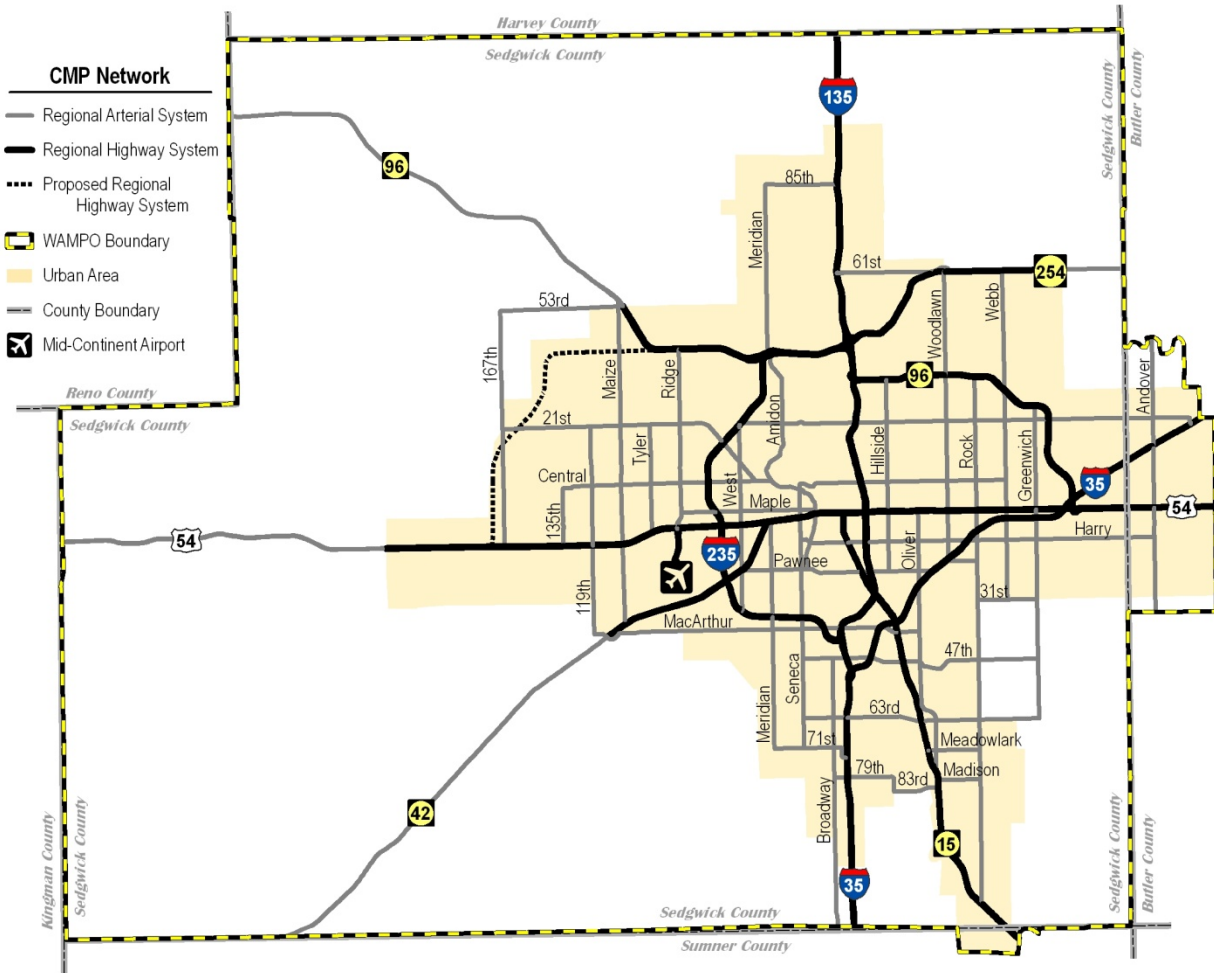 Harvey County
Sedgwick County
CMP Network
Regional Arterial System
Regional Highway System
Proposed Regional
Highway System
WAMPO Boundary
Urban Area
County Boundary
Mid-Continent Airport
135
96
85th
Meridian
Sedgwick County
Butler County
61st
254
53rd
Woodlawn
Webb
167th
Maize
Ridge
96
Andover
Reno County
Sedgwick County
Amidon
21st
Tyler
Hillside
Rock
Greenwich
Central
West
35
135th
Maple
54
54
Harry
235
Pawnee
Oliver
119th
31st
MacArthur
47th
Seneca
Meridian
63rd
71st
Meadowlark
79th
83rd
Madison
Broadway
42
15
35
Kingman County
Sedgwick County
Sedgwick County
Butler County
Sedgwick County
Sumner County